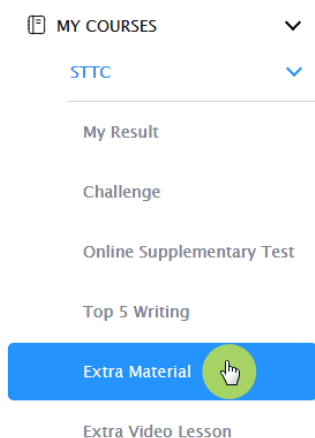 MY COURSES
STTC
My Result
Challenge
Online Supplementary Test
Top 5 Writing
Extra Material
Extra Video Lesson